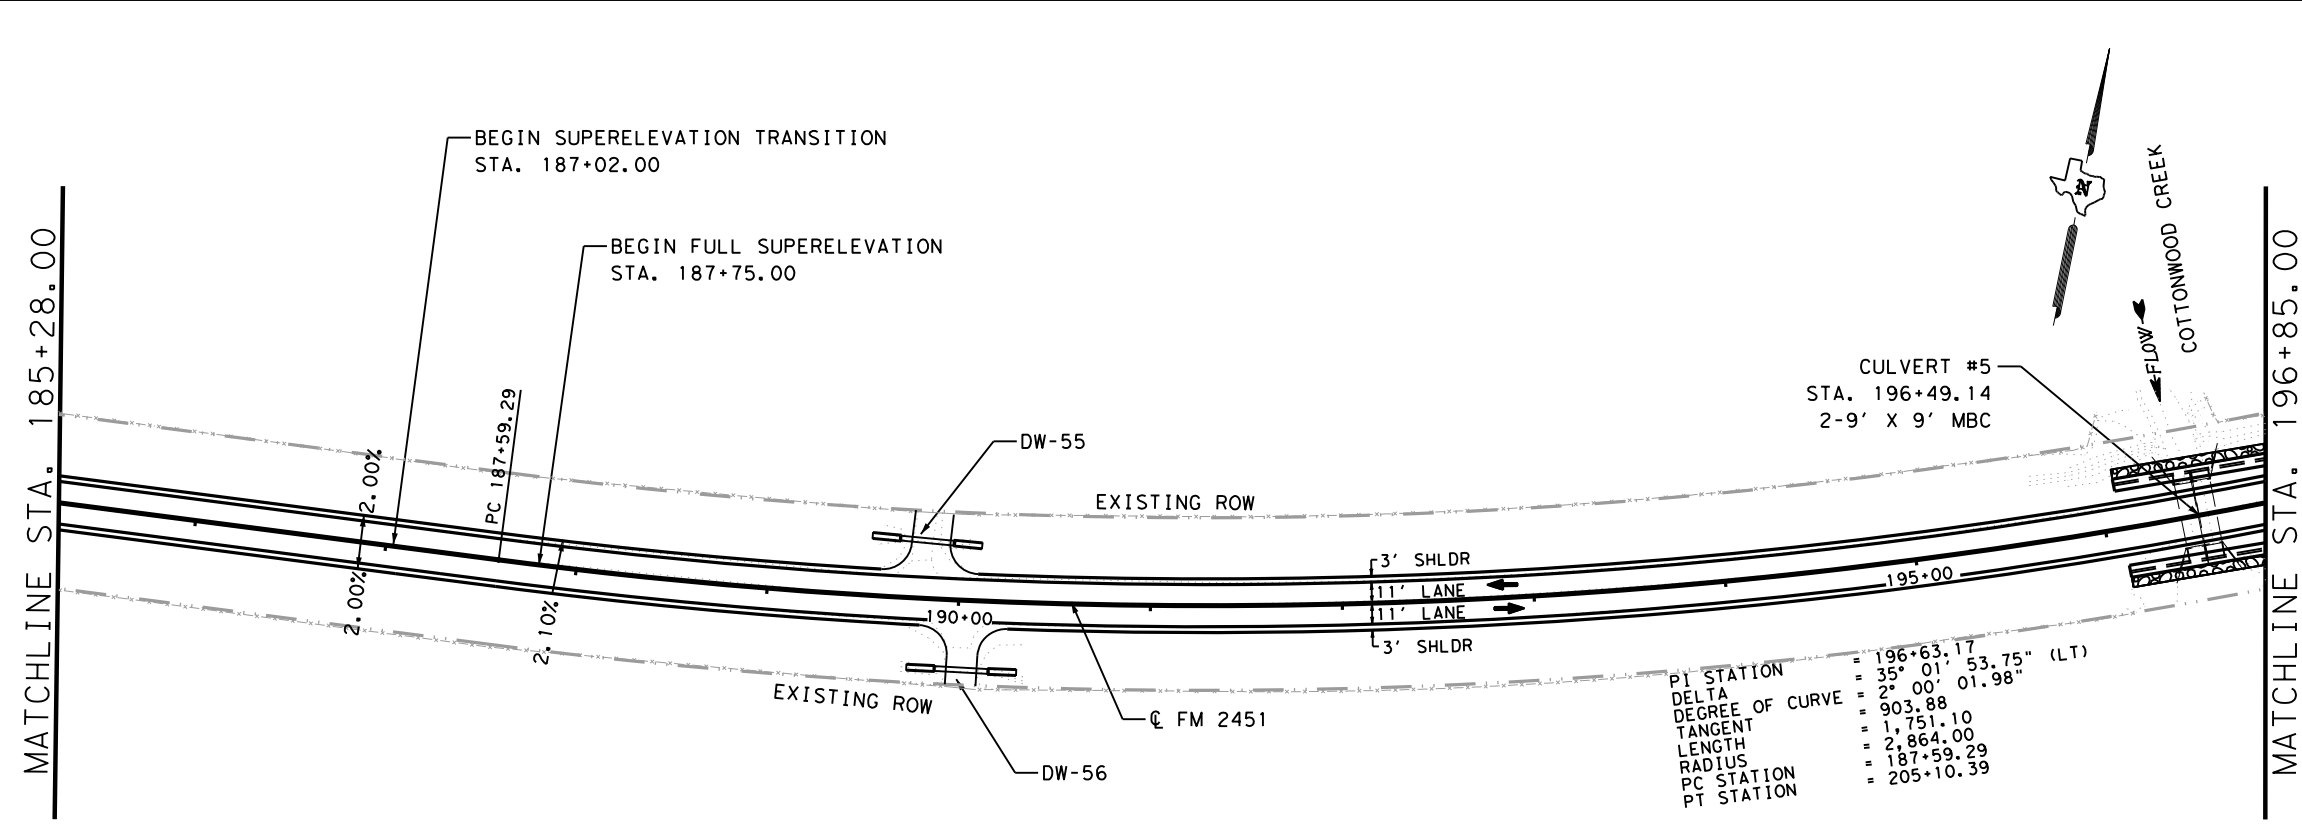 BEGIN SUPERELEVATION TRANSITION
STA. 187+02.00
BEGIN FULL SUPERELEVATION
STA. 187+75.00
MATCHLINE STA. 185+28.00
2.00%
2.00%
PC 187+59.29
2.10%
DW-55
EXISTING ROW
190+00
EXISTING ROW
DW-56
℄ FM 2451
3' SHLDR
11' LANE
11' LANE
3' SHLDR
195+00
N
COTTONWOOD CREEK
FLOW
CULVERT #5
STA. 196+49.14
2-9' X 9' MBC
PI STATION = 196+63.17
DELTA = 35° 01' 53.75" (LT)
DEGREE OF CURVE = 2° 00' 01.98"
TANGENT = 903.88
LENGTH = 1,751.10
RADIUS = 2,864.00
PC STATION = 187+59.29
PT STATION = 205+10.39
MATCHLINE STA. 196+85.00